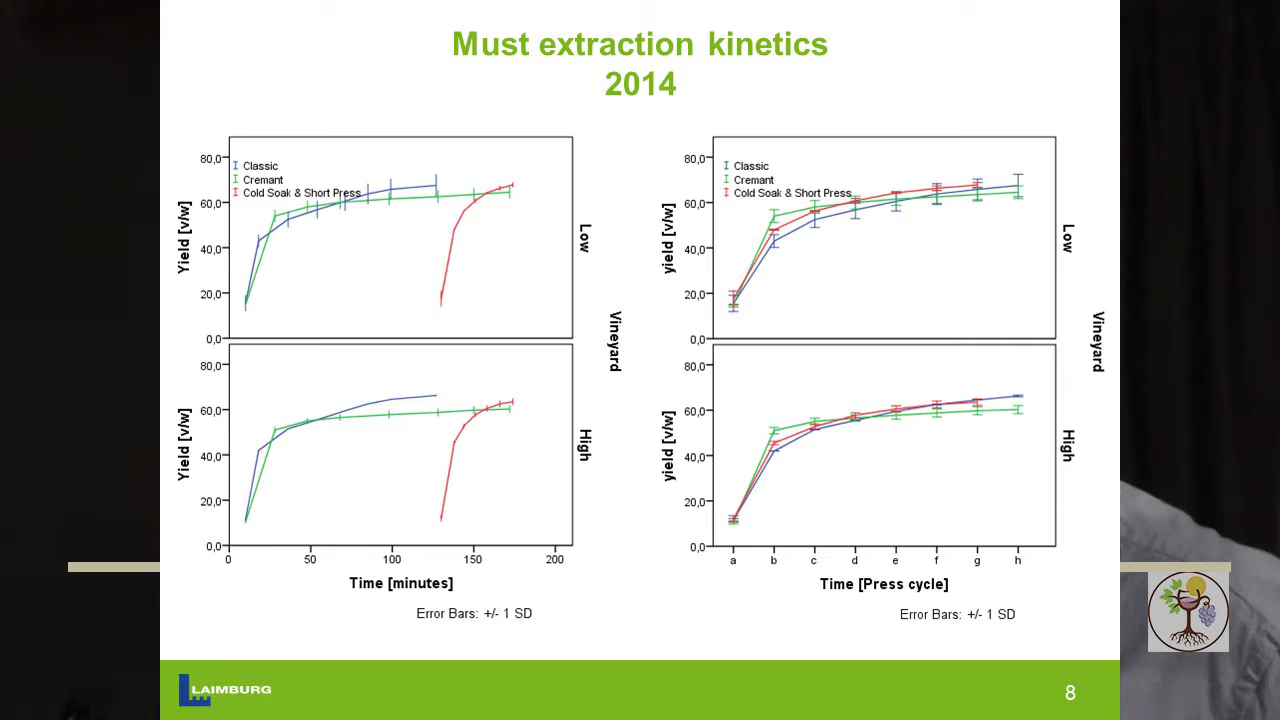 Must extraction kinetics
2014
80,0
60,0
40,0
20,0
0,0
Yield [v/w]
Classic
Cremant
Cold Soak & Short Press
Low
80,0
60,0
40,0
20,0
0,0
Yield [v/w]
High
Vineyard
0 50 100 150 200
Time [minutes]
Error Bars: +/- 1 SD
80,0
60,0
40,0
20,0
0,0
yield [v/w]
Classic
Cremant
Cold Soak & Short Press
Low
80,0
60,0
40,0
20,0
0,0
yield [v/w]
High
Vineyard
a b c d e f g h
Time [Press cycle]
Error Bars: +/- 1 SD
LAIMBURG
8